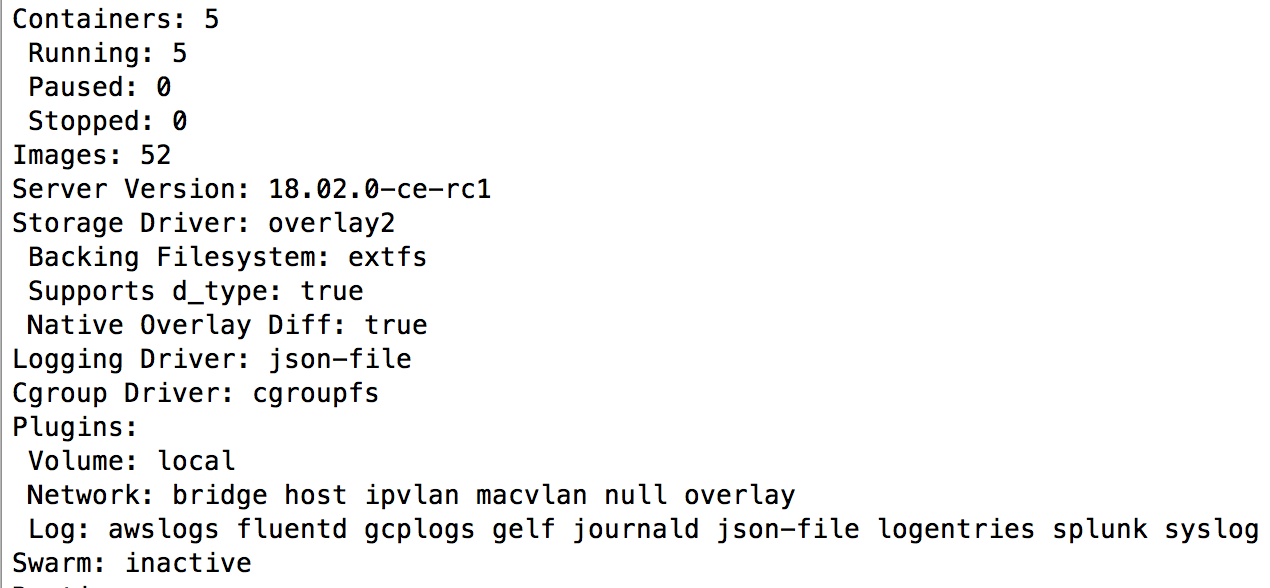 Containers: 5
Running: 5
Paused: 0
Stopped: 0
Images: 52
Server Version: 18.02.0-ce-rc1
Storage Driver: overlay2
Backing Filesystem: extfs
Supports d_type: true
Native Overlay Diff: true
Logging Driver: json-file
Cgroup Driver: cgroupfs
Plugins:
Volume: local
Network: bridge host ipvlan macvlan null overlay
Log: awslogs fluentd gcplogs gelf journald json-file logentries splunk syslog
Swarm: inactive